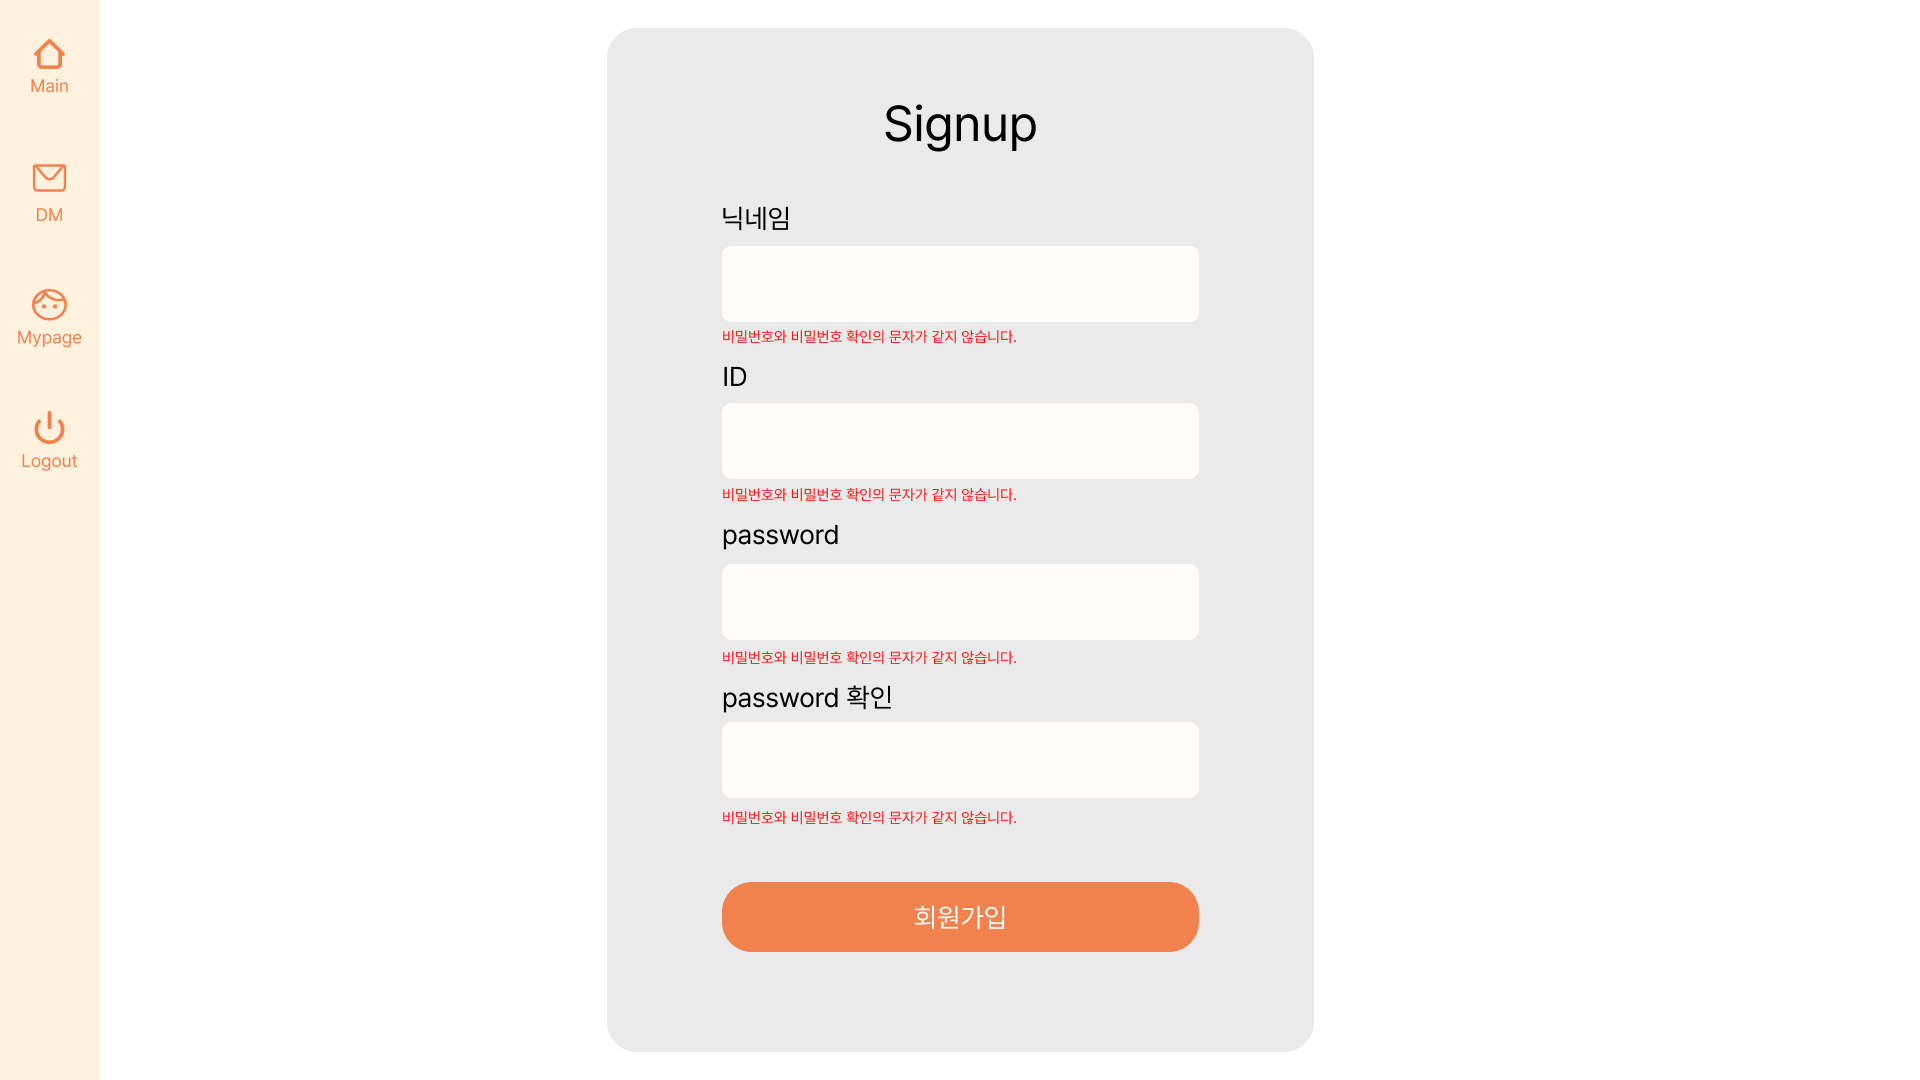 Main
DM
Mypage
Logout
Signup
닉네임
비밀번호와 비밀번호 확인의 문자가 같지 않습니다.
ID
비밀번호와 비밀번호 확인의 문자가 같지 않습니다.
password
비밀번호와 비밀번호 확인의 문자가 같지 않습니다.
password 확인
비밀번호와 비밀번호 확인의 문자가 같지 않습니다.
회원가입